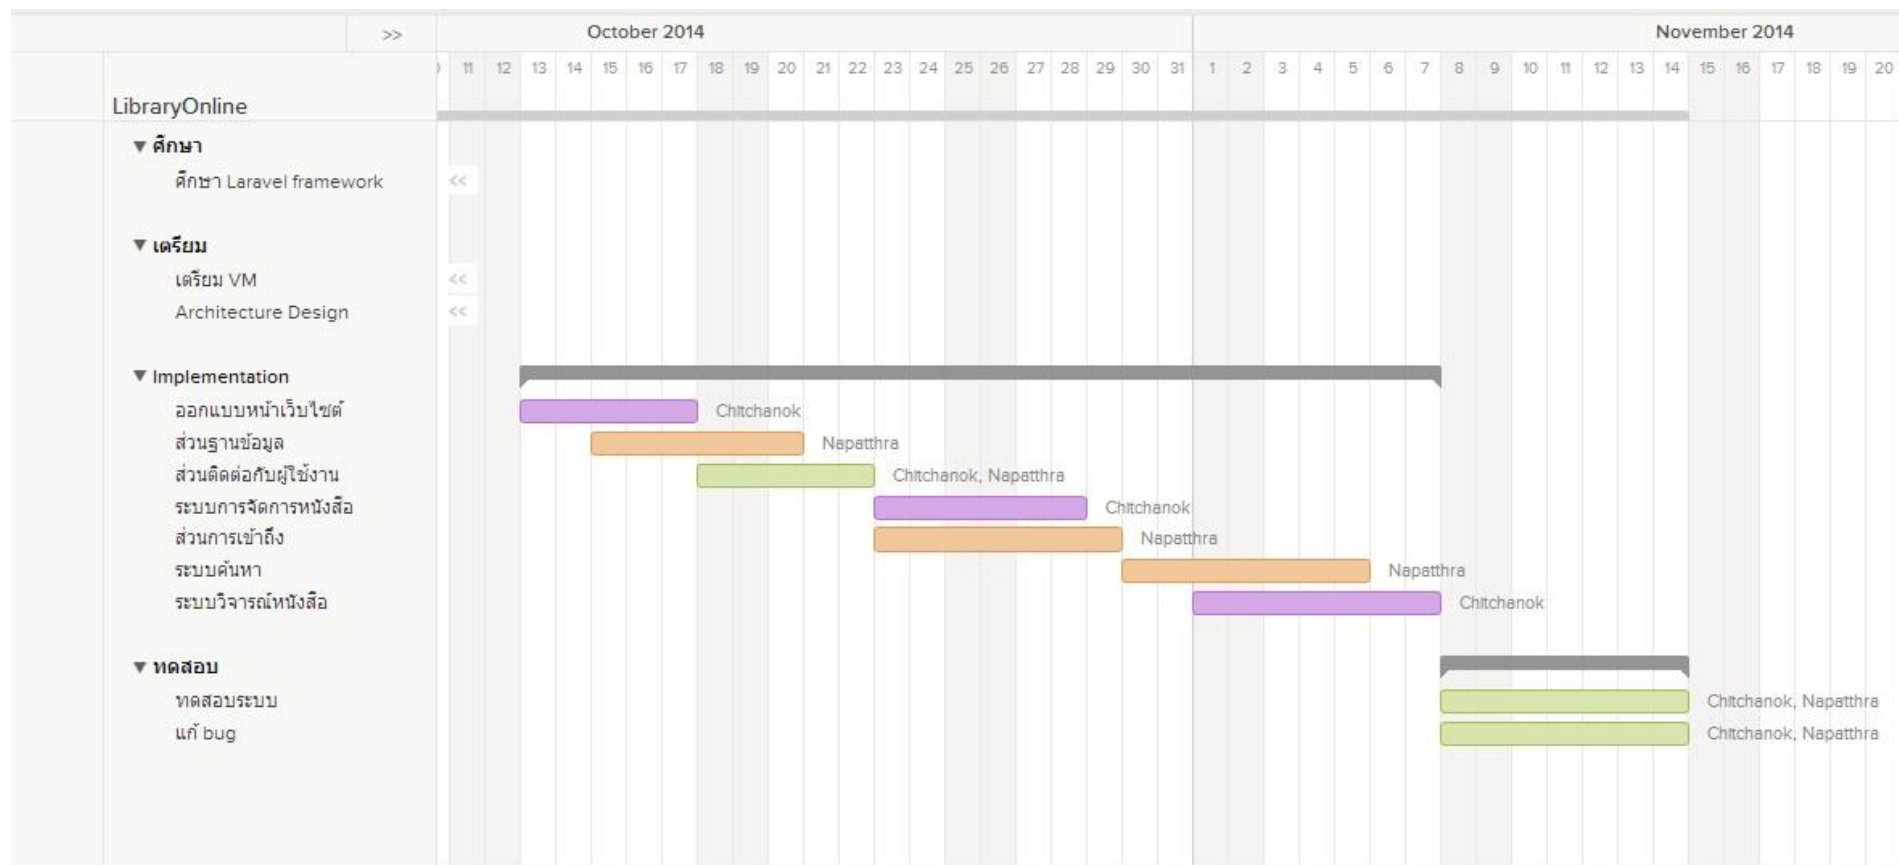 >> October 2014 November 2014
11 12 13 14 15 16 17 18 19 20 21 22 23 24 25 26 27 28 29 30 31 1 2 3 4 5 6 7 8 9 10 11 12 13 14 15 16 17 18 19 20
LibraryOnline
▼ ศึกษา
ศึกษา Laravel framework <<
▼ เตรียม
เตรียม VM <<
Architecture Design <<
▼ Implementation
ออกแบบหน้าเว็บไซต์ Chitchanok
ส่วนฐานข้อมูล Napatthra
ส่วนติดต่อกับผู้ใช้งาน Chitchanok, Napatthra
ระบบการจัดการหนังสือ Chitchanok
ส่วนการเข้าถึง Napatthra
ระบบค้นหา Napatthra
ระบบวิจารณ์หนังสือ Chitchanok
▼ ทดสอบ
ทดสอบระบบ Chitchanok, Napatthra
แก้ bug Chitchanok, Napatthra